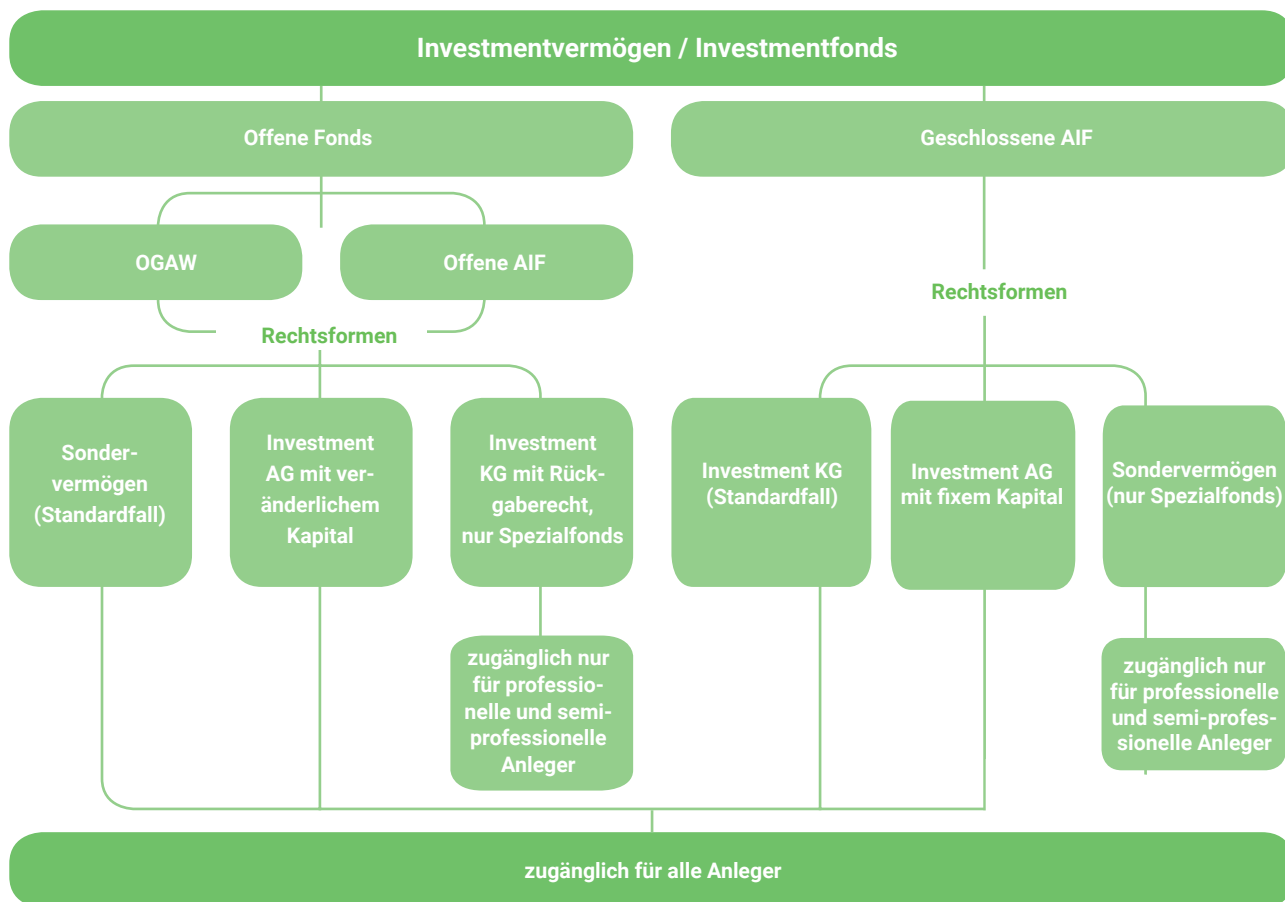 Investmentvermögen / Investmentfonds
Offene Fonds
Geschlossene AIF
OGAW
Offene AIF
Rechtsformen
Rechtsformen
Sonder-
vermögen
(Standardfall)
Investment
AG mit ver-
änderlichem
Kapital
Investment
KG mit Rück-
gaberecht,
nur Spezialfonds
Investment KG
(Standardfall)
Investment AG
mit fixem Kapital
Sondervermögen
(nur Spezialfonds)
zugänglich nur
für professio-
nelle und semi-
professionelle
Anleger
zugänglich nur
für professionelle
und semi-profes-
sionelle Anleger
zugänglich für alle Anleger